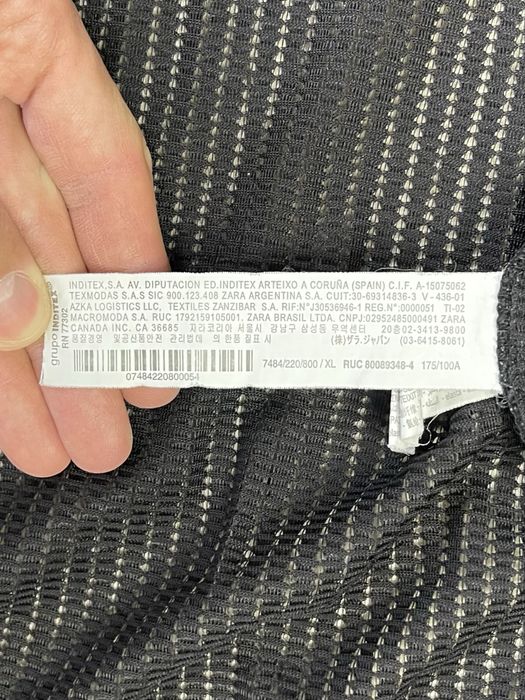 grupo INDITEX®
RN 77302
INDITEX,S.A. AV. DIPUTACION ED.INDITEX ARTEIXO A CORUÑA (SPAIN) C.I.F. A-15075062
TEXMODAS S.A.S SIC 900.123.408 ZARA ARGENTINA S.A. CUIT:30-69314836-3 V-436-01
AZKA LOGISTICS LLC, TEXTILES ZANZIBAR S.A. RIF:N°J30536946-1 REG.N°:0000051 TI-02
MACROMODA S.A. RUC 1792159105001 ZARA BRASIL LTDA. CNPJ:02952485000491 ZARA
CANADA INC. CA 36685 자라코리아 서울시 강남구 삼성동 무역센터 20층02-3413-9800
품질경영 및공산품안전 관리법데 의한품 질표시 (株)ザラ.ジャパン (03-6415-8061)
7484/220/800/XL RUC 80089348-4 175/100A
07484220800054